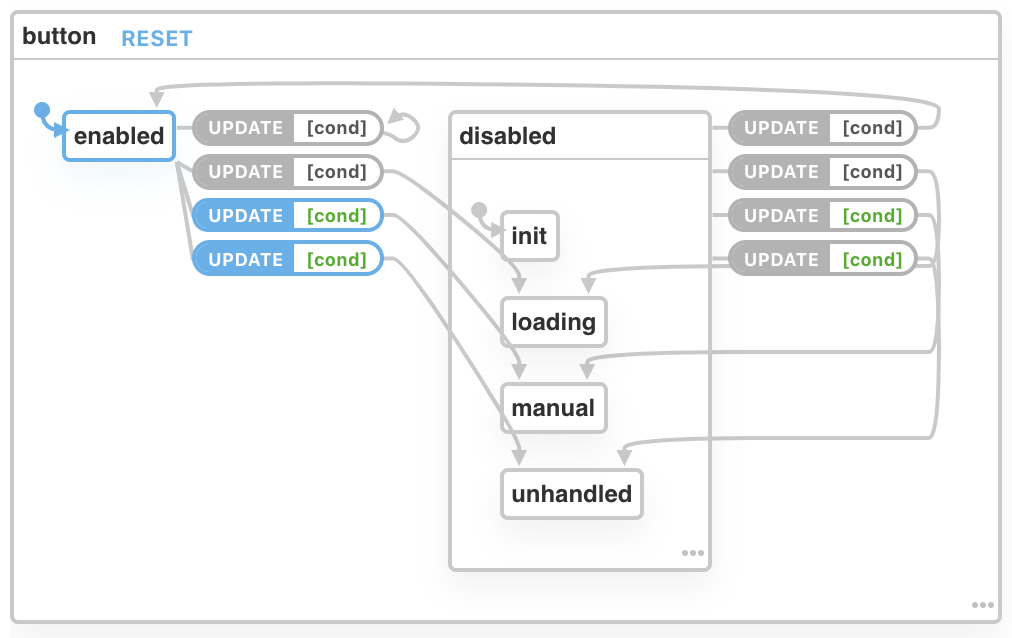 button RESET
enabled
UPDATE [cond]
UPDATE [cond]
UPDATE [cond]
UPDATE [cond]
disabled
init
loading
manual
unhandled
UPDATE [cond]
UPDATE [cond]
UPDATE [cond]
UPDATE [cond]